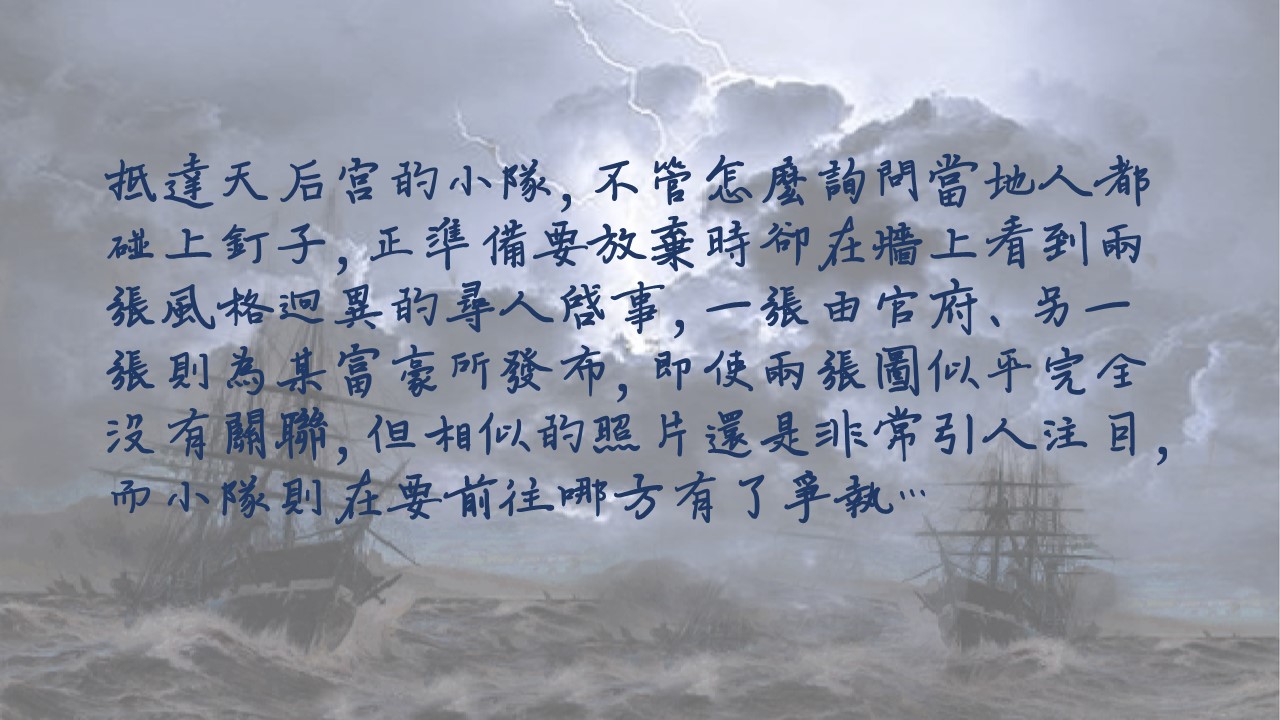 抵達天后宮的小隊,不管怎麼詢問當地人都
碰上釘子,正準備要放棄時卻在牆上看到兩
張風格迥異的尋人啟事,一張由官府、另一
張則為某富豪所發布,即使兩張圖似乎完全
沒有關聯,但相似的照片還是非常引人注目,
而小隊則在要前往哪方有了爭執…